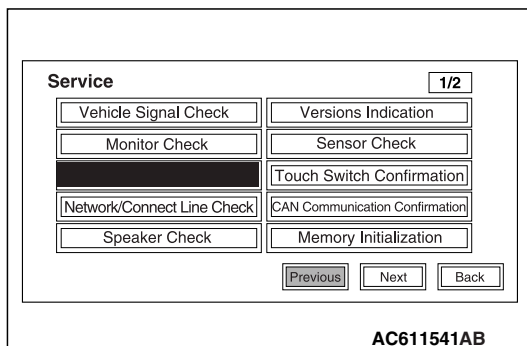 Service 1/2
Vehicle Signal Check Versions Indication
Monitor Check Sensor Check
Touch Switch Confirmation
Network/Connect Line Check CAN Communication Confirmation
Speaker Check Memory Initialization
Previous Next Back
AC611541AB